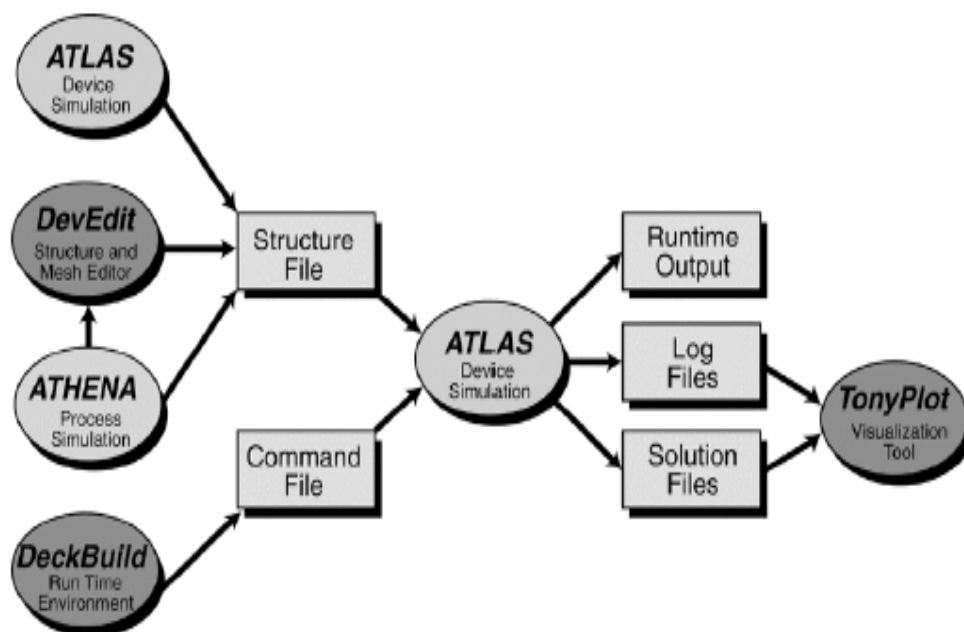 ATLAS
Device
Simulation
DevEdit
Structure and
Mesh Editor
ATHENA
Process
Simulation
DeckBuild
Run Time
Environment
Structure
File
Command
File
ATLAS
Device
Simulation
Runtime
Output
Log
Files
Solution
Files
TonyPlot
Visualization
Tool